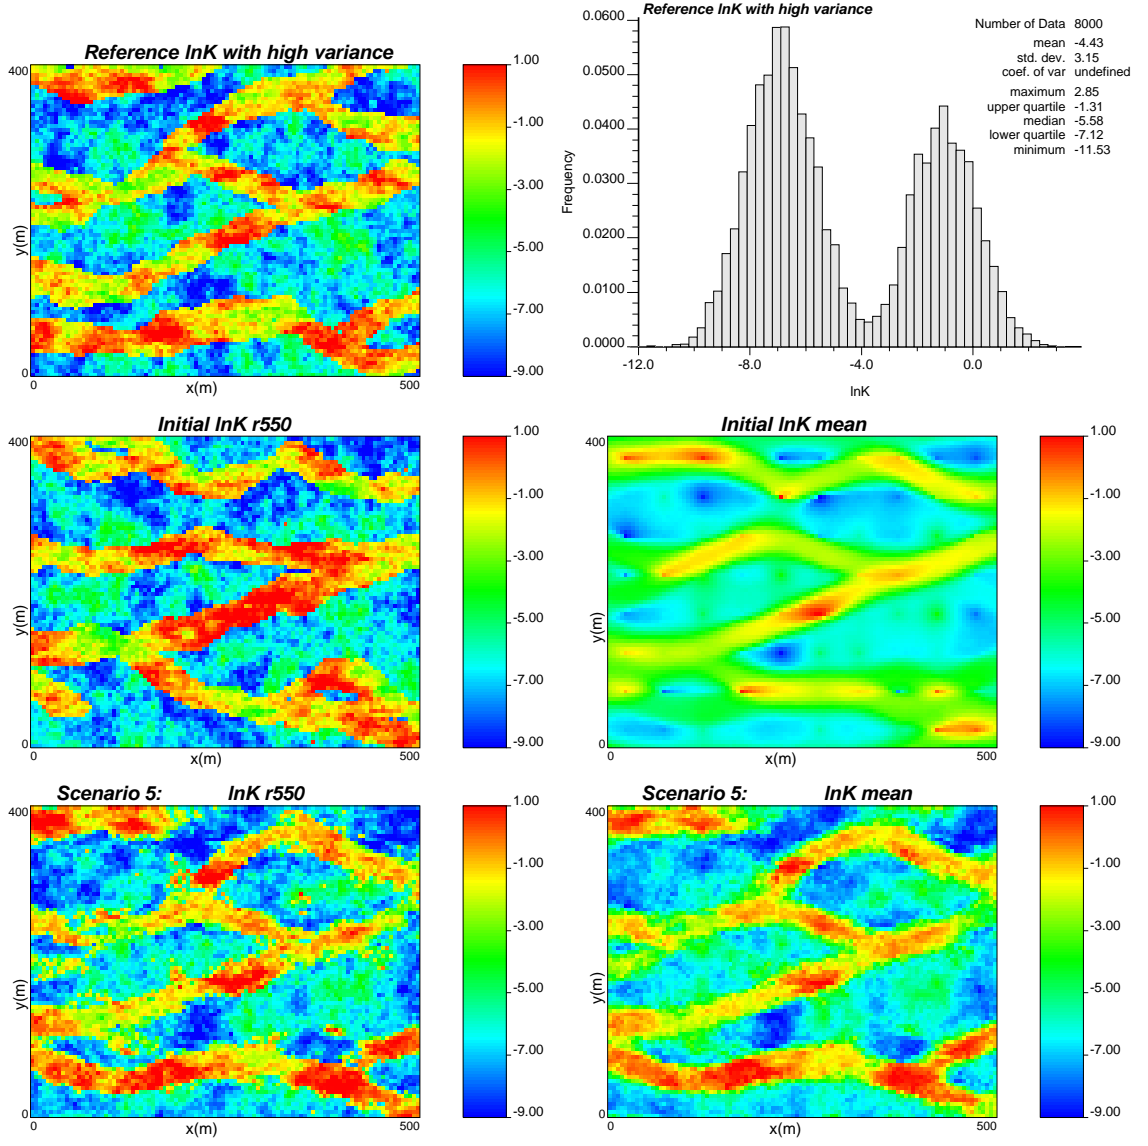 Reference lnK with high variance
400
y(m)
0
0
x(m)
500
1.00
-1.00
-3.00
-5.00
-7.00
-9.00
Reference lnK with high variance
Number of Data 8000
mean -4.43
std. dev. 3.15
coef. of var undefined
maximum 2.85
upper quartile -1.31
median -5.58
lower quartile -7.12
minimum -11.53
Frequency
0.0600
0.0500
0.0400
0.0300
0.0200
0.0100
0.0000
-12.0
-8.0
-4.0
0.0
lnK
Initial lnK r550
400
y(m)
0
0
x(m)
500
1.00
-1.00
-3.00
-5.00
-7.00
-9.00
Initial lnK mean
400
y(m)
0
0
x(m)
500
1.00
-1.00
-3.00
-5.00
-7.00
-9.00
Scenario 5: lnK r550
400
y(m)
0
0
x(m)
500
1.00
-1.00
-3.00
-5.00
-7.00
-9.00
Scenario 5: lnK mean
400
y(m)
0
0
x(m)
500
1.00
-1.00
-3.00
-5.00
-7.00
-9.00